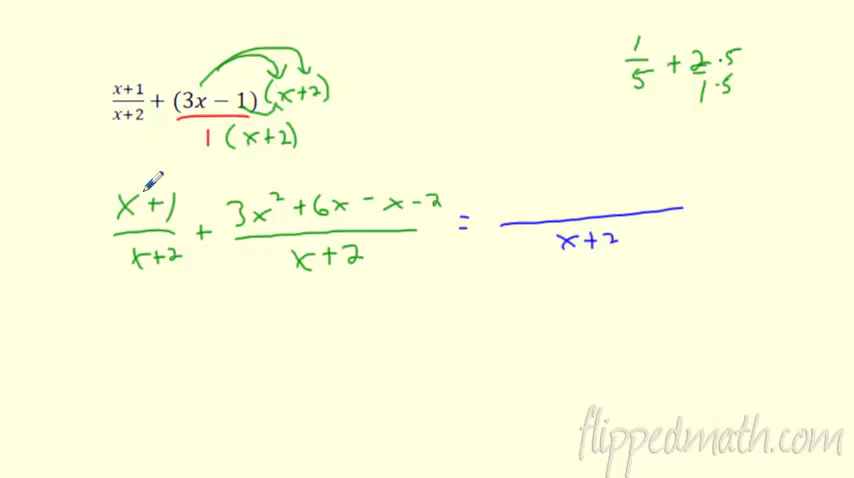 1/5 + 2·5/1·5
(x+1)/(x+2) + (3x − 1) (x+2)
1 (x+2)
(x+1)/(x+2) + (3x² + 6x − x − 2)/(x+2) = /(x+2)
flippedmath.com/